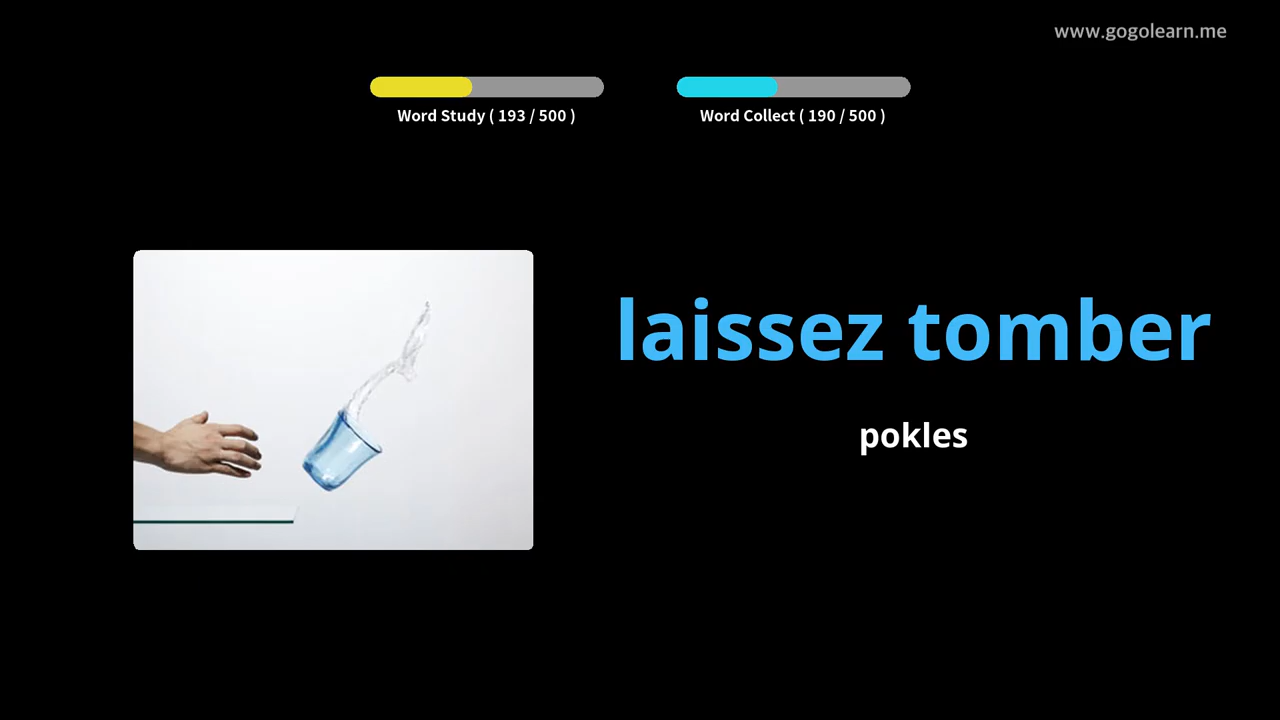 www.gogolearn.me
Word Study ( 193 / 500 )
Word Collect ( 190 / 500 )
laissez tomber
pokles